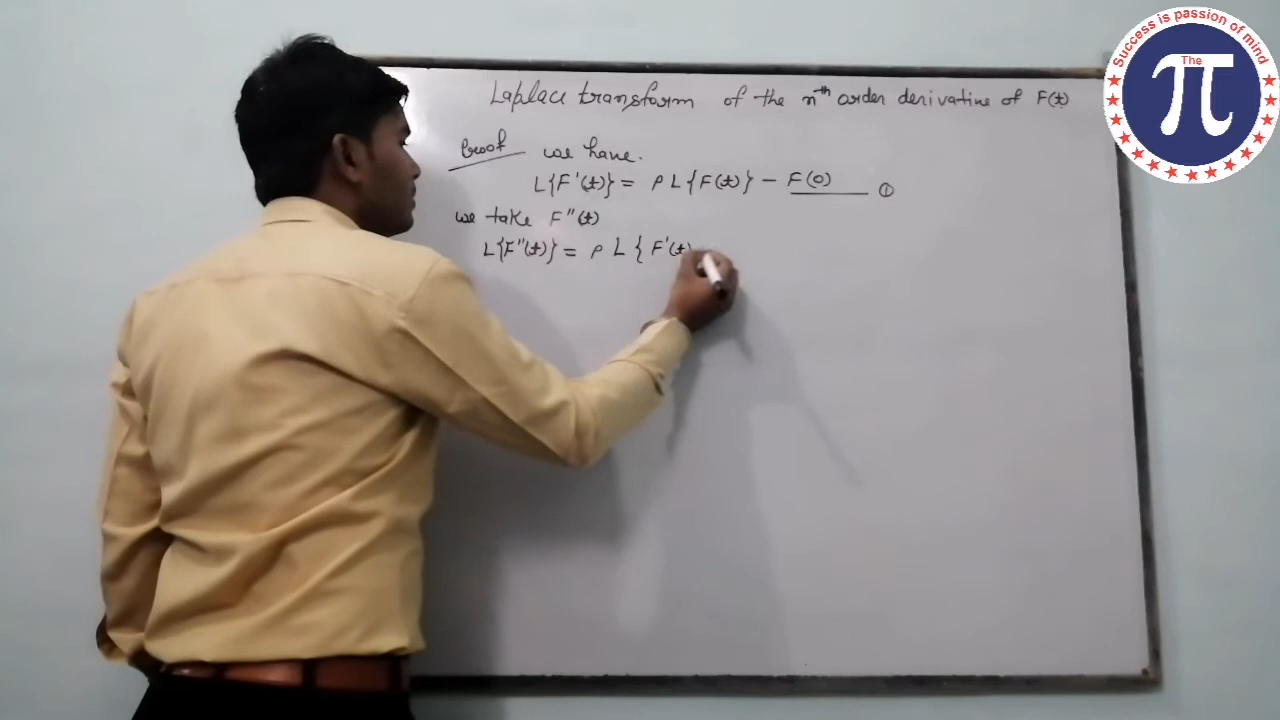 Laplace transform of the nth order derivative of F(t)
Proof we have.
L{F'(t)} = p L{F(t)} - F(0) ①
we take F''(t)
L{F''(t)} = p L { F'(t)
Success is passion of mind
The
π